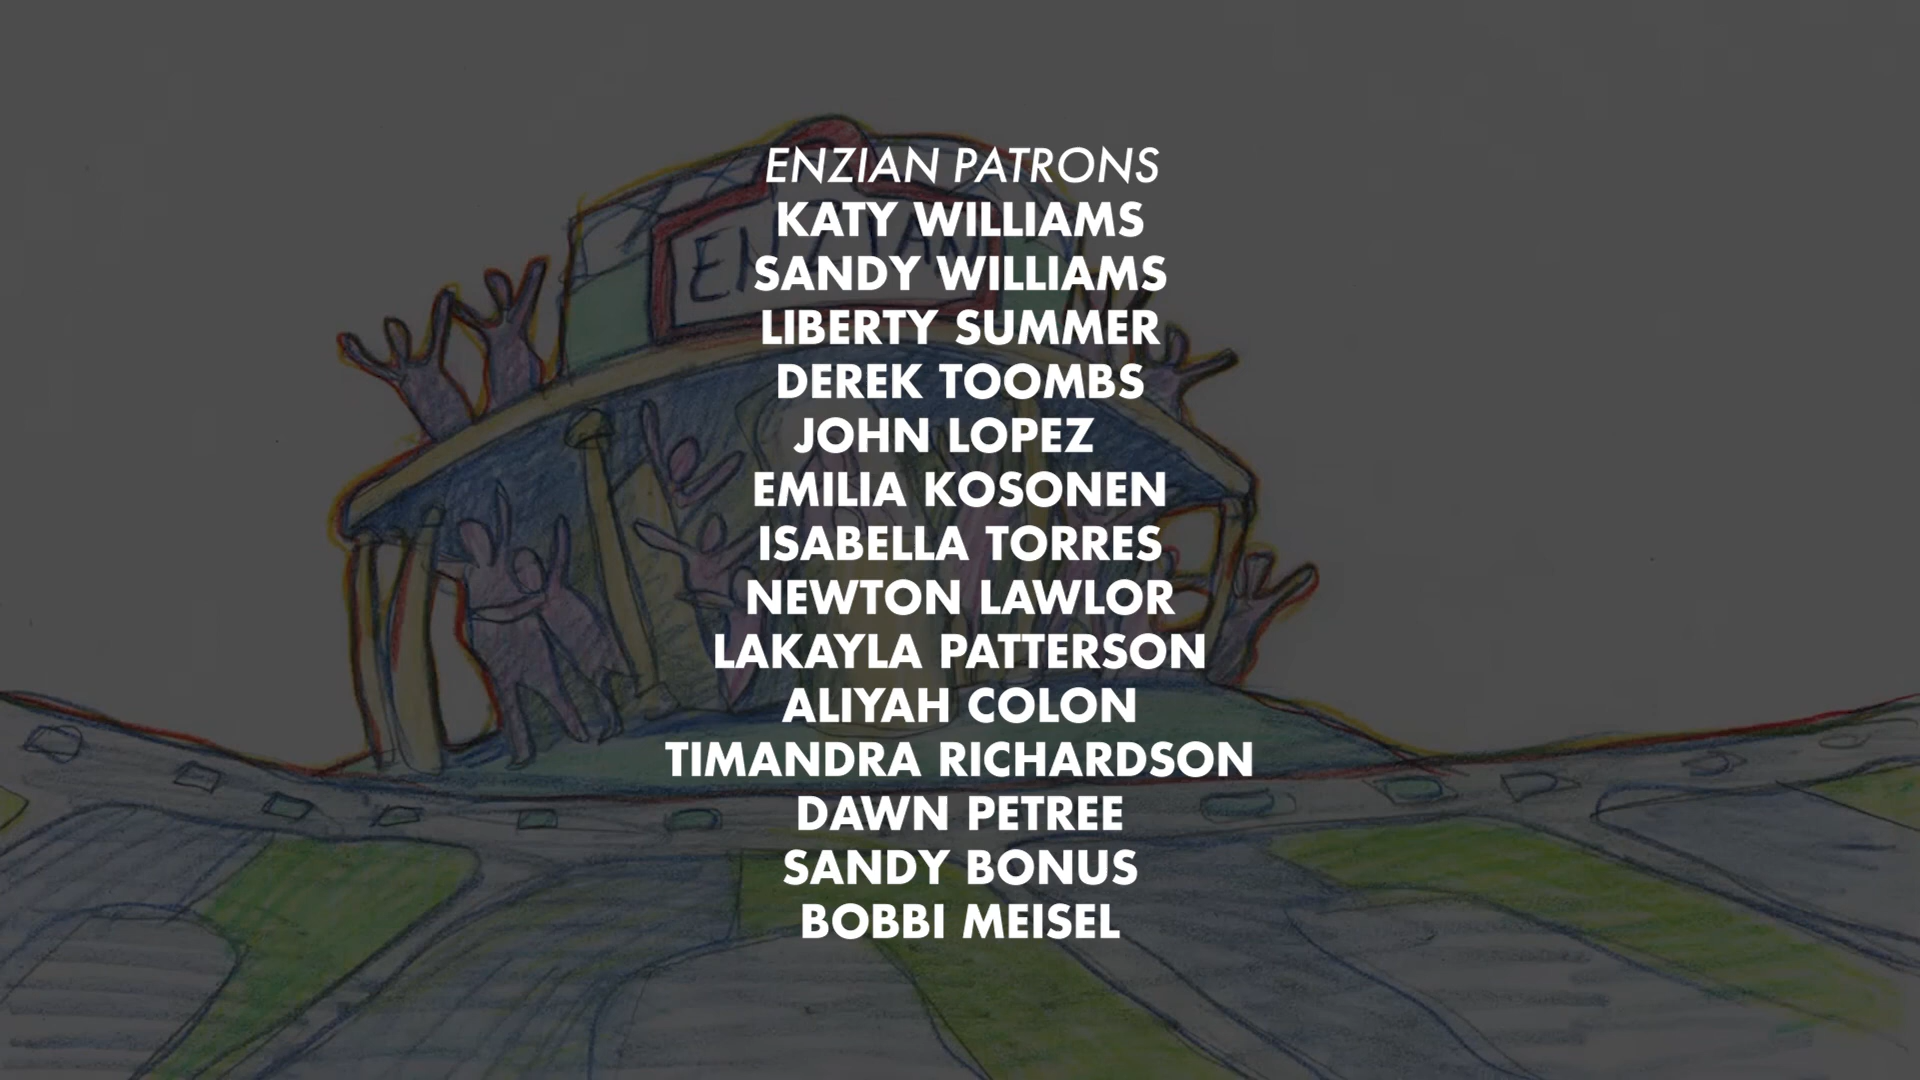 ENZIAN PATRONS
KATY WILLIAMS
SANDY WILLIAMS
LIBERTY SUMMER
DEREK TOOMBS
JOHN LOPEZ
EMILIA KOSONEN
ISABELLA TORRES
NEWTON LAWLOR
LAKAYLA PATTERSON
ALIYAH COLON
TIMANDRA RICHARDSON
DAWN PETREE
SANDY BONUS
BOBBI MEISEL
ENZIAN